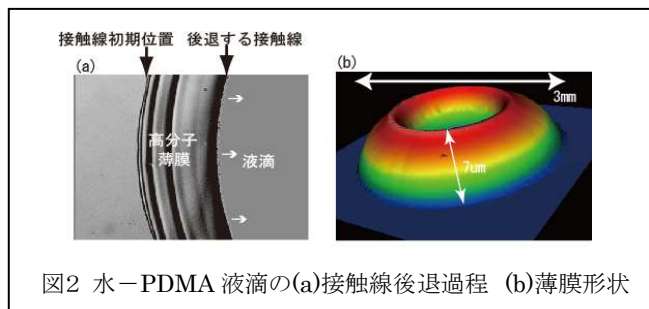 接触線初期位置 後退する接触線
(a)
高分子
薄膜
液滴
(b)
3mm
7um
図2 水－PDMA 液滴の(a)接触線後退過程 (b)薄膜形状